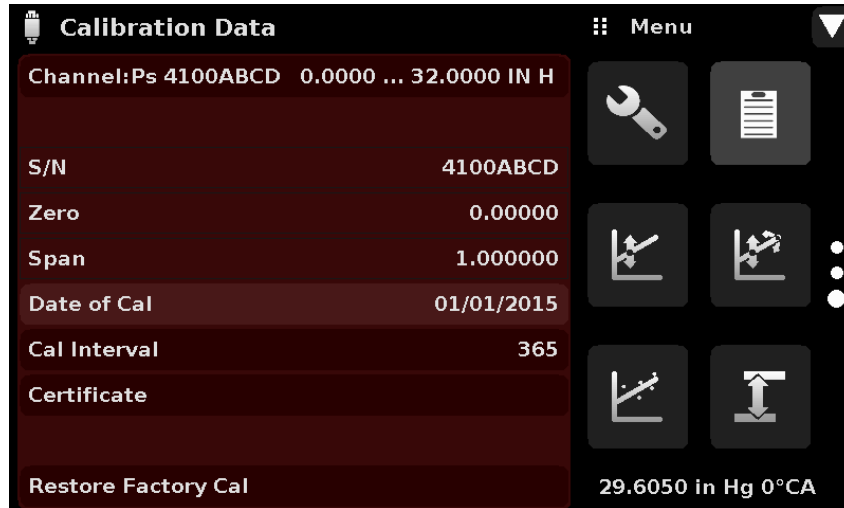 Calibration Data
Menu
Channel:Ps 4100ABCD 0.0000 ... 32.0000 IN H
S/N 4100ABCD
Zero 0.00000
Span 1.000000
Date of Cal 01/01/2015
Cal Interval 365
Certificate
Restore Factory Cal
29.6050 in Hg 0°CA